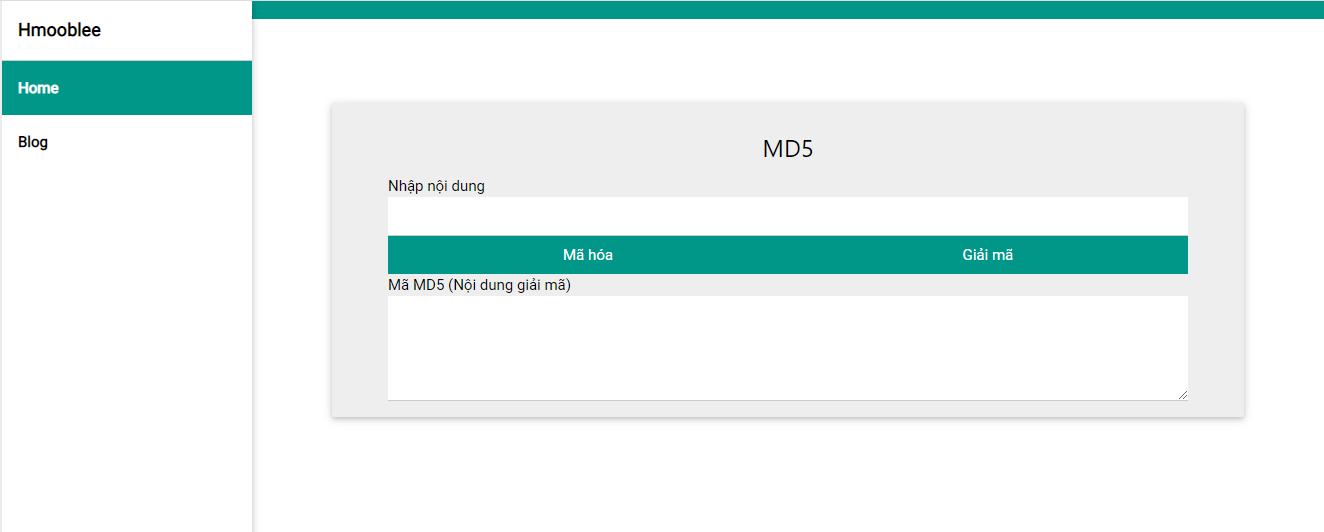 Hmooblee
Home
Blog
MD5
Nhập nội dung
Mã hóa
Giải mã
Mã MD5 (Nội dung giải mã)